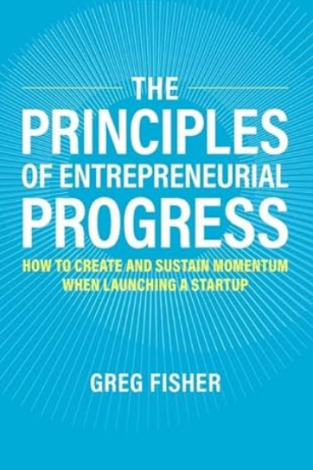 THE
PRINCIPLES
OF ENTREPRENEURIAL
PROGRESS
HOW TO CREATE AND SUSTAIN MOMENTUM
WHEN LAUNCHING A STARTUP
GREG FISHER